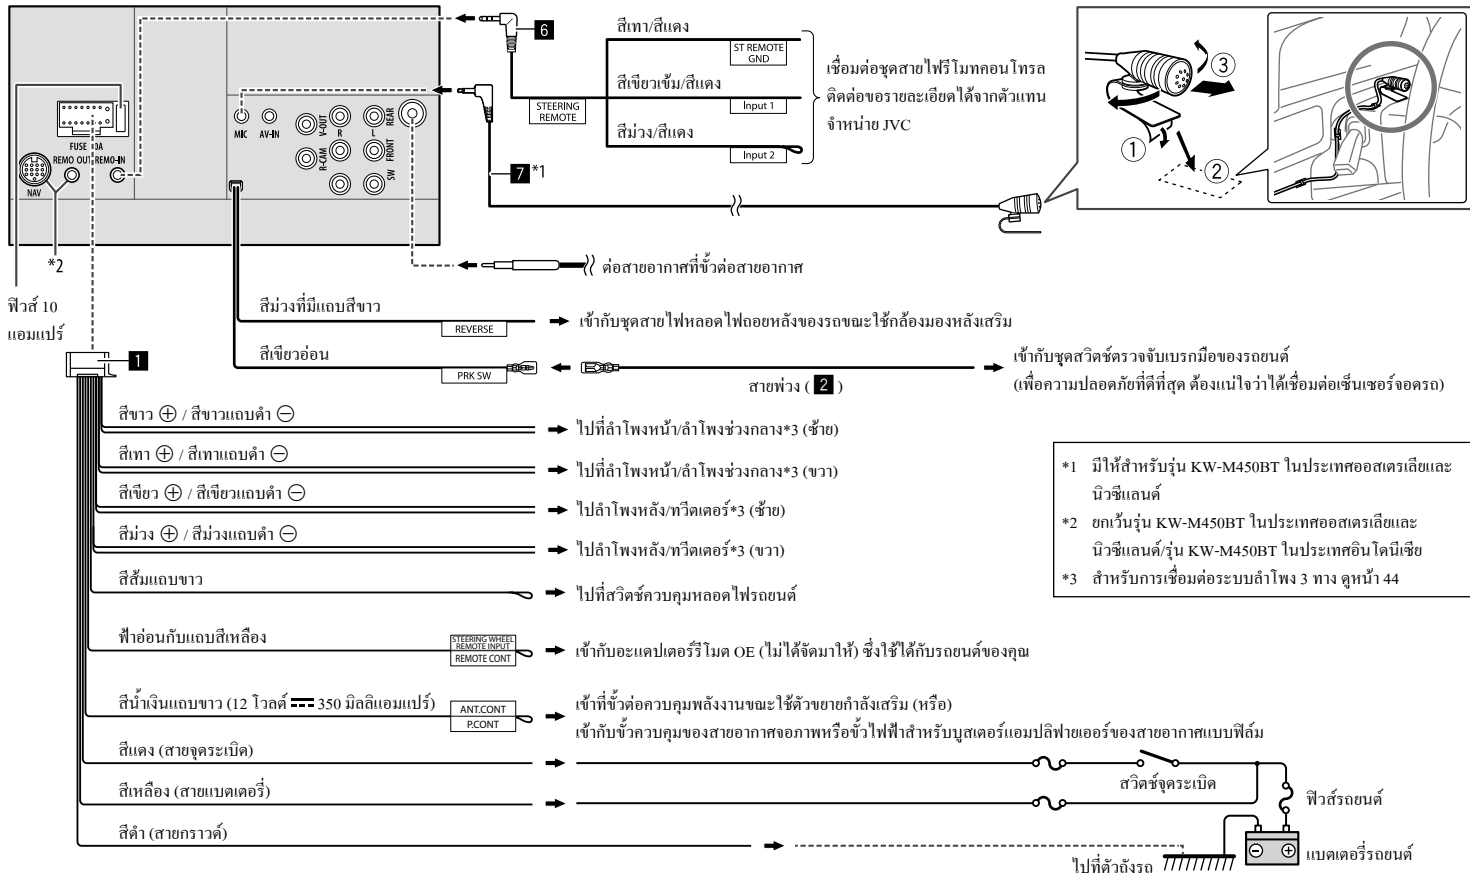 6
สีเทา/สีแดง
ST REMOTE
GND
สีเขียวเข้ม/สีแดง
STEERING
REMOTE
Input 1
สีม่วง/สีแดง
Input 2
เชื่อมต่อชุดสายไฟรีโมทคอนโทรล
ติดต่อขอรายละเอียดได้จากตัวแทน
จำหน่าย JVC
③
①
②
MIC
AV-IN
V-OUT
R
L
REAR
R-CAM
FRONT
SW
FUSE 10A
REMO OUT
REMO-IN
NAV
*2
7 *1
ฟิวส์ 10
แอมแปร์
ต่อสายอากาศที่ขั้วต่อสายอากาศ
สีม่วงที่มีแถบสีขาว
REVERSE
เข้ากับชุดสายไฟหลอดไฟถอยหลังของรถขณะใช้กล้องมองหลังเสริม
1
สีเขียวอ่อน
PRK SW
สายพ่วง ( 2 )
เข้ากับชุดสวิตช์ตรวจจับเบรกมือของรถยนต์
(เพื่อความปลอดภัยที่ดีที่สุด ต้องแน่ใจว่าได้เชื่อมต่อเซ็นเซอร์จอดรถ)
สีขาว ⊕ / สีขาวแถบดำ ⊖
ไปที่ลำโพงหน้า/ลำโพงช่วงกลาง*3 (ซ้าย)
สีเทา ⊕ / สีเทาแถบดำ ⊖
ไปที่ลำโพงหน้า/ลำโพงช่วงกลาง*3 (ขวา)
สีเขียว ⊕ / สีเขียวแถบดำ ⊖
ไปลำโพงหลัง/ทวีตเตอร์*3 (ซ้าย)
สีม่วง ⊕ / สีม่วงแถบดำ ⊖
ไปลำโพงหลัง/ทวีตเตอร์*3 (ขวา)
*1 มีให้สำหรับรุ่น KW-M450BT ในประเทศออสเตรเลียและ
นิวซีแลนด์
*2 ยกเว้นรุ่น KW-M450BT ในประเทศออสเตรเลียและ
นิวซีแลนด์/รุ่น KW-M450BT ในประเทศอินโดนีเซีย
*3 สำหรับการเชื่อมต่อระบบลำโพง 3 ทาง ดูหน้า 44
สีส้มแถบขาว
ไปที่สวิตช์ควบคุมหลอดไฟรถยนต์
ฟ้าอ่อนกับแถบสีเหลือง
STEERING WHEEL
REMOTE INPUT
REMOTE CONT
เข้ากับอะแดปเตอร์รีโมต OE (ไม่ได้จัดมาให้) ซึ่งใช้ได้กับรถยนต์ของคุณ
สีน้ำเงินแถบขาว (12 โวลต์ ⎓ 350 มิลลิแอมแปร์)
ANT.CONT
P.CONT
เข้าที่ขั้วต่อควบคุมพลังงานขณะใช้ตัวขยายกำลังเสริม (หรือ)
เข้ากับขั้วควบคุมของสายอากาศจอภาพหรือขั้วไฟฟ้าสำหรับบูสเตอร์แอมปลิฟายเออร์ของสายอากาศแบบฟิล์ม
สีแดง (สายจุดระเบิด)
สวิตช์จุดระเบิด
สีเหลือง (สายแบตเตอรี่)
ฟิวส์รถยนต์
สีดำ (สายกราวด์)
ไปที่ตัวถังรถ
⊖ ⊕
แบตเตอรี่รถยนต์